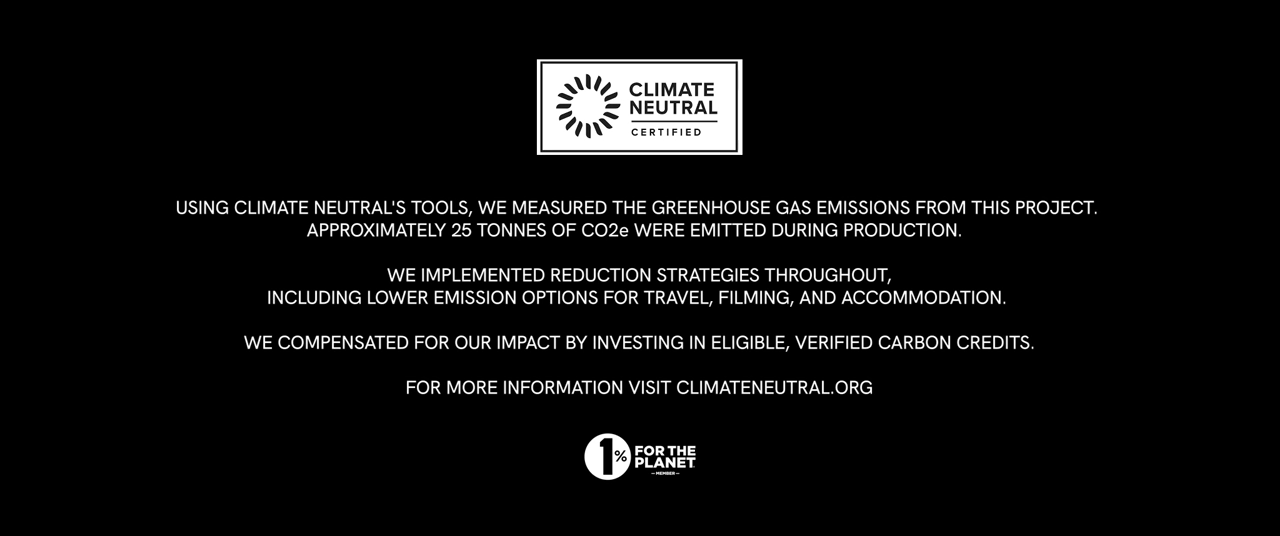 CLIMATE
NEUTRAL
CERTIFIED
USING CLIMATE NEUTRAL'S TOOLS, WE MEASURED THE GREENHOUSE GAS EMISSIONS FROM THIS PROJECT.
APPROXIMATELY 25 TONNES OF CO2e WERE EMITTED DURING PRODUCTION.
WE IMPLEMENTED REDUCTION STRATEGIES THROUGHOUT,
INCLUDING LOWER EMISSION OPTIONS FOR TRAVEL, FILMING, AND ACCOMMODATION.
WE COMPENSATED FOR OUR IMPACT BY INVESTING IN ELIGIBLE, VERIFIED CARBON CREDITS.
FOR MORE INFORMATION VISIT CLIMATENEUTRAL.ORG
1% FOR THE
PLANET
MEMBER